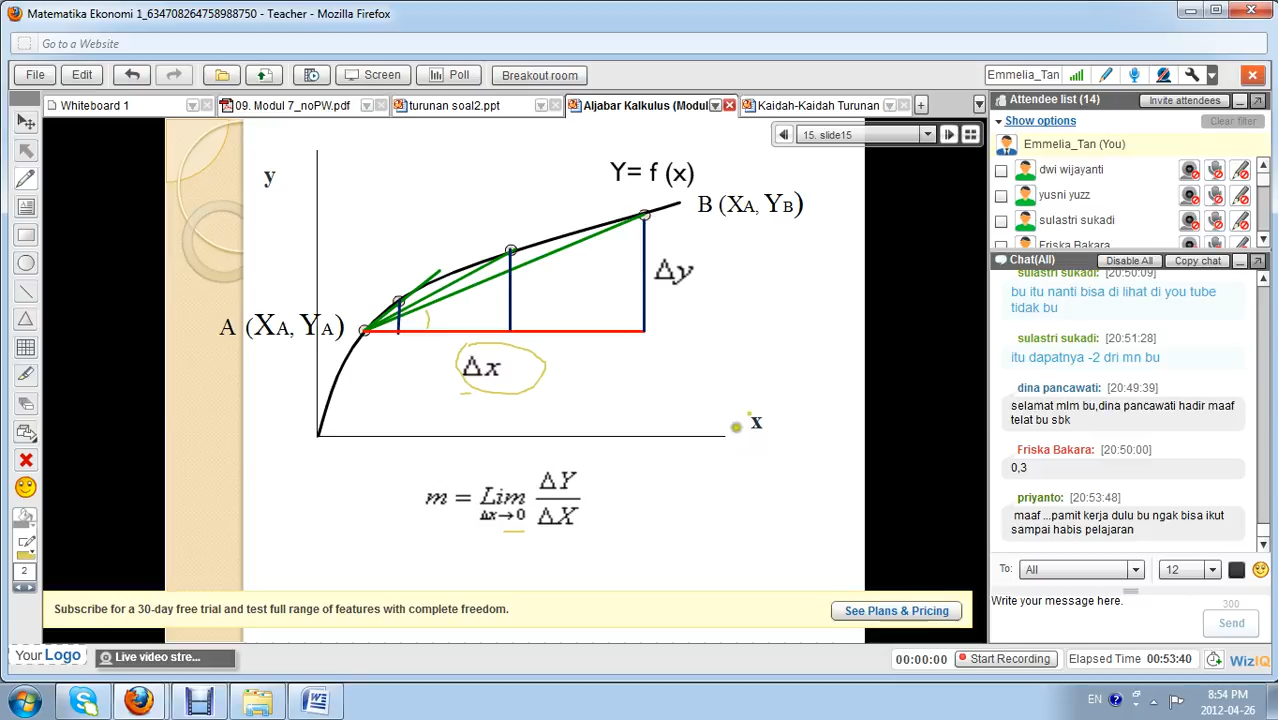 Matematika Ekonomi 1_634708264758988750 - Teacher - Mozilla Firefox
Go to a Website
File
Edit
Screen
Poll
Breakout room
Emmelia_Tan
Whiteboard 1
09. Modul 7_noPW.pdf
turunan soal2.ppt
Aljabar Kalkulus (Modul
Kaidah-Kaidah Turunan
Attendee list (14)
Invite attendees
Show options
Clear filter
Emmelia_Tan (You)
dwi wijayanti
yusni yuzz
sulastri sukadi
Friska Bakara
15. slide15
y
Y= f (x)
B (XA, YB)
Δy
A (XA, YA)
Δx
x
m = Lim ΔY
Δx→0 ΔX
Chat(All)
Disable All
Copy chat
sulastri sukadi: [20:50:09]
bu itu nanti bisa di lihat di you tube
tidak bu
sulastri sukadi: [20:51:28]
itu dapatnya -2 dri mn bu
dina pancawati: [20:49:39]
selamat mlm bu,dina pancawati hadir maaf
telat bu sbk
Friska Bakara: [20:50:00]
0,3
priyanto: [20:53:48]
maaf ...pamit kerja dulu bu ngak bisa ikut
sampai habis pelajaran
To: All 12
Write your message here.
300
Send
2
Subscribe for a 30-day free trial and test full range of features with complete freedom.
See Plans & Pricing
Your Logo
Live video stre...
00:00:00
Start Recording
Elapsed Time 00:53:40
WizIQ
EN
8:54 PM
2012-04-26